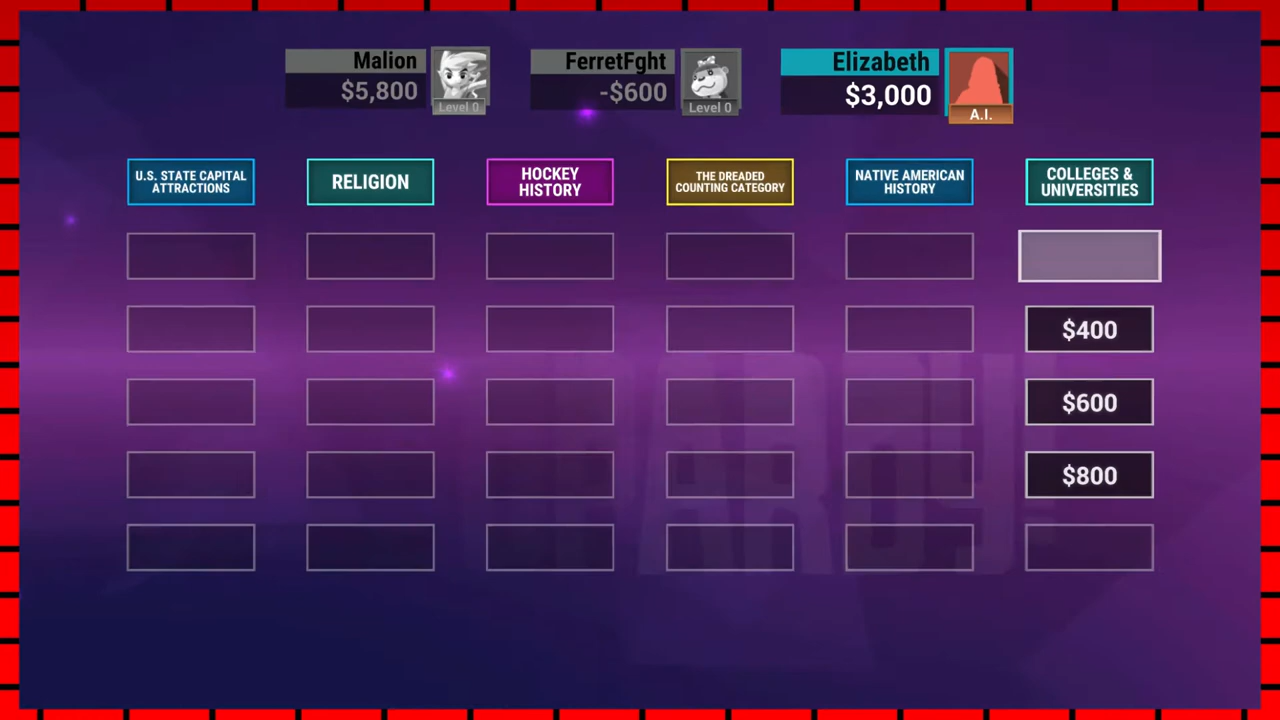 Malion
$5,800
Level 0
FerretFght
-$600
Level 0
Elizabeth
$3,000
A.I.
U.S. STATE CAPITAL
ATTRACTIONS
RELIGION
HOCKEY
HISTORY
THE DREADED
COUNTING CATEGORY
NATIVE AMERICAN
HISTORY
COLLEGES &
UNIVERSITIES
$400
$600
$800